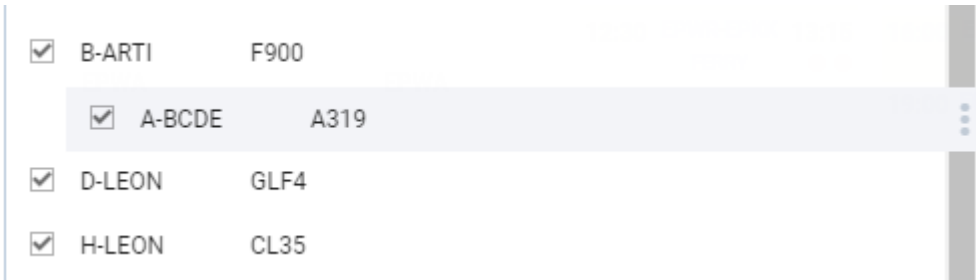 B-ARTI F900
A-BCDE A319
D-LEON GLF4
H-LEON CL35